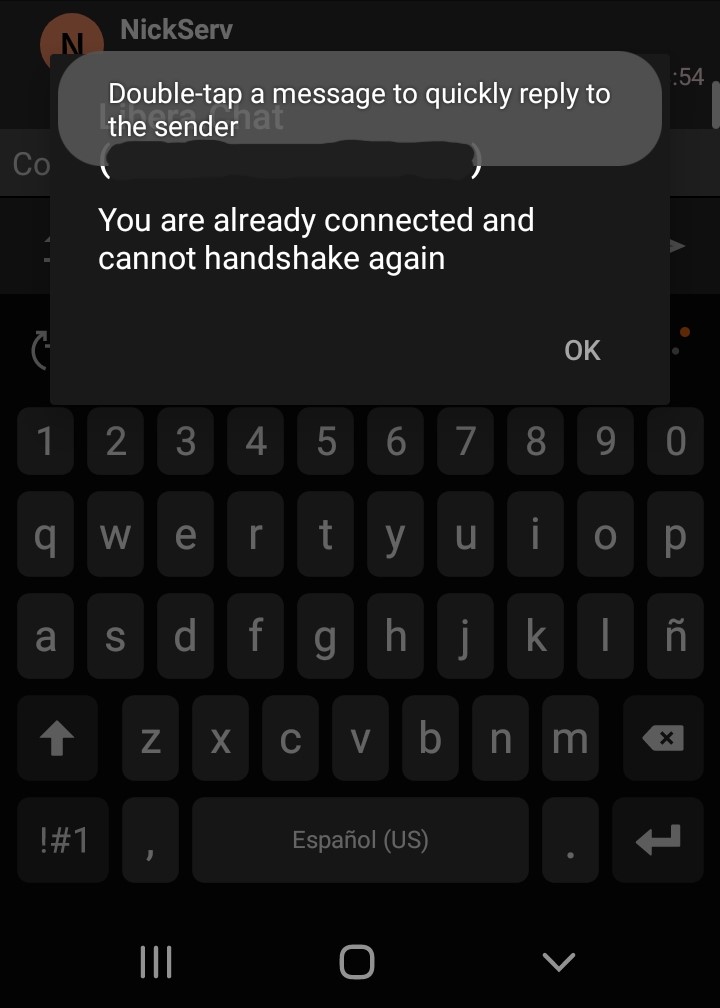 N NickServ
:54
Double-tap a message to quickly reply to
the sender
Libera Chat
( )
Co
You are already connected and
cannot handshake again
OK
1 2 3 4 5 6 7 8 9 0
q w e r t y u i o p
a s d f g h j k l ñ
z x c v b n m
!#1 , Español (US) .